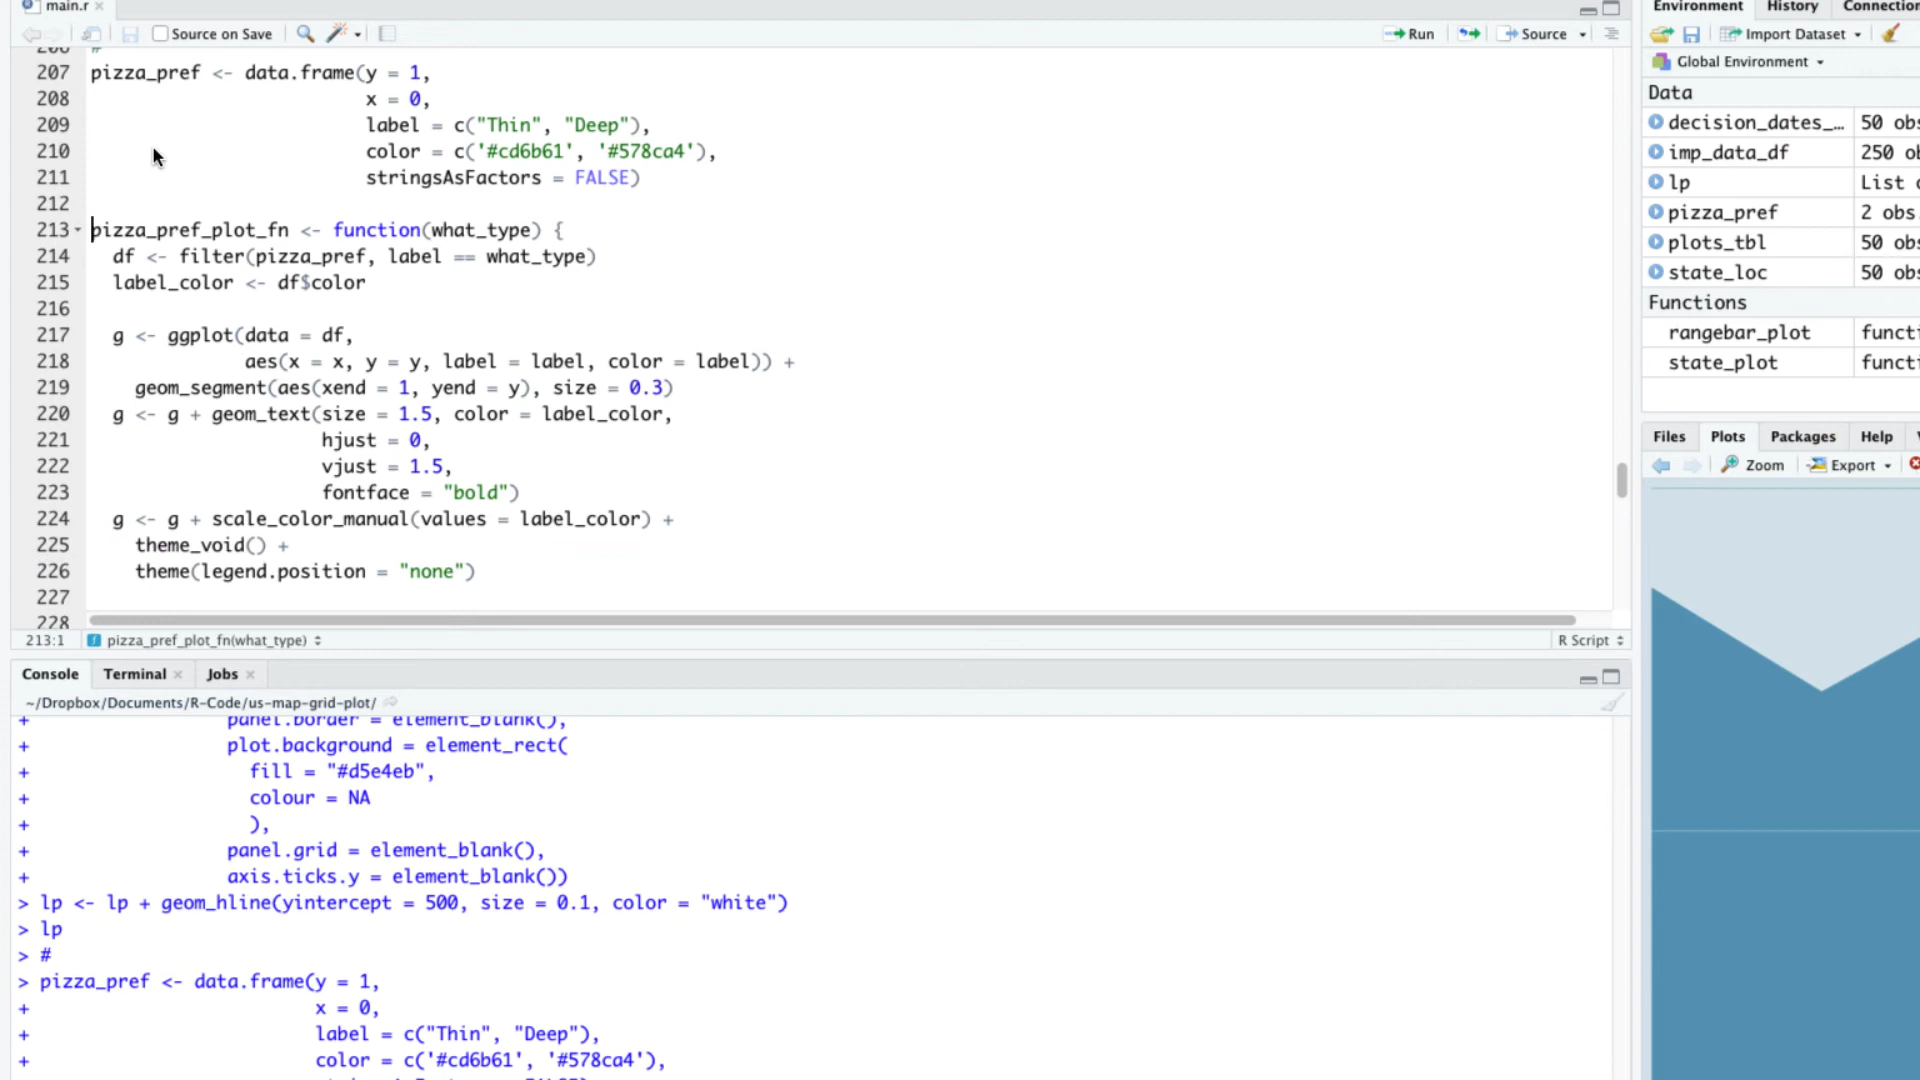 main.r
Source on Save
Run
Source
206 #
207 pizza_pref <- data.frame(y = 1,
208 x = 0,
209 label = c("Thin", "Deep"),
210 color = c('#cd6b61', '#578ca4'),
211 stringsAsFactors = FALSE)
212
213 pizza_pref_plot_fn <- function(what_type) {
214 df <- filter(pizza_pref, label == what_type)
215 label_color <- df$color
216
217 g <- ggplot(data = df,
218 aes(x = x, y = y, label = label, color = label)) +
219 geom_segment(aes(xend = 1, yend = y), size = 0.3)
220 g <- g + geom_text(size = 1.5, color = label_color,
221 hjust = 0,
222 vjust = 1.5,
223 fontface = "bold")
224 g <- g + scale_color_manual(values = label_color) +
225 theme_void() +
226 theme(legend.position = "none")
227
228
213:1 pizza_pref_plot_fn(what_type)
R Script
Console Terminal Jobs
~/Dropbox/Documents/R-Code/us-map-grid-plot/
+ panel.border = element_blank(),
+ plot.background = element_rect(
+ fill = "#d5e4eb",
+ colour = NA
+ ),
+ panel.grid = element_blank(),
+ axis.ticks.y = element_blank())
> lp <- lp + geom_hline(yintercept = 500, size = 0.1, color = "white")
> lp
> #
> pizza_pref <- data.frame(y = 1,
+ x = 0,
+ label = c("Thin", "Deep"),
+ color = c('#cd6b61', '#578ca4'),
Environment History Connection
Import Dataset
Global Environment
Data
decision_dates_… 50 obs
imp_data_df 250 o
lp List o
pizza_pref 2 obs.
plots_tbl 50 obs
state_loc 50 obs
Functions
rangebar_plot functi
state_plot functi
Files Plots Packages Help
Zoom Export